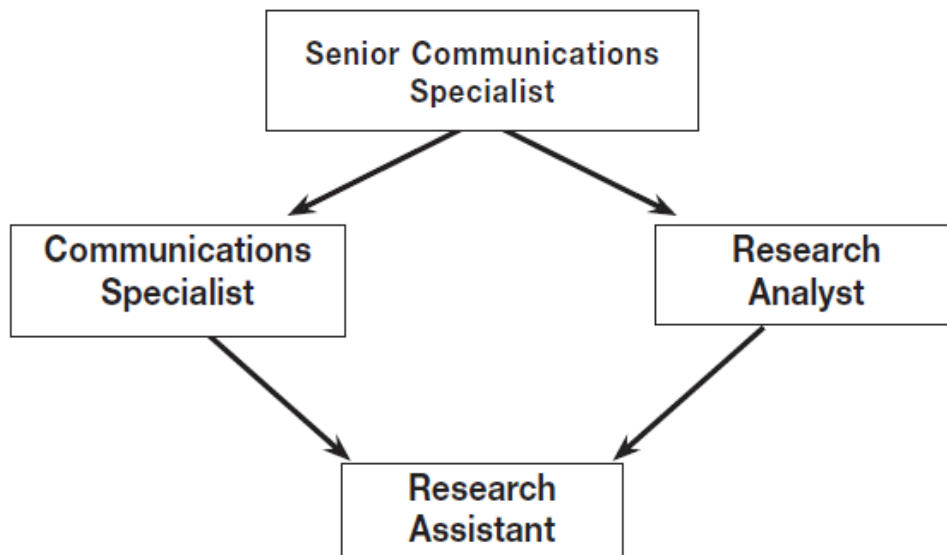 Senior Communications
Specialist
Communications
Specialist
Research
Analyst
Research
Assistant